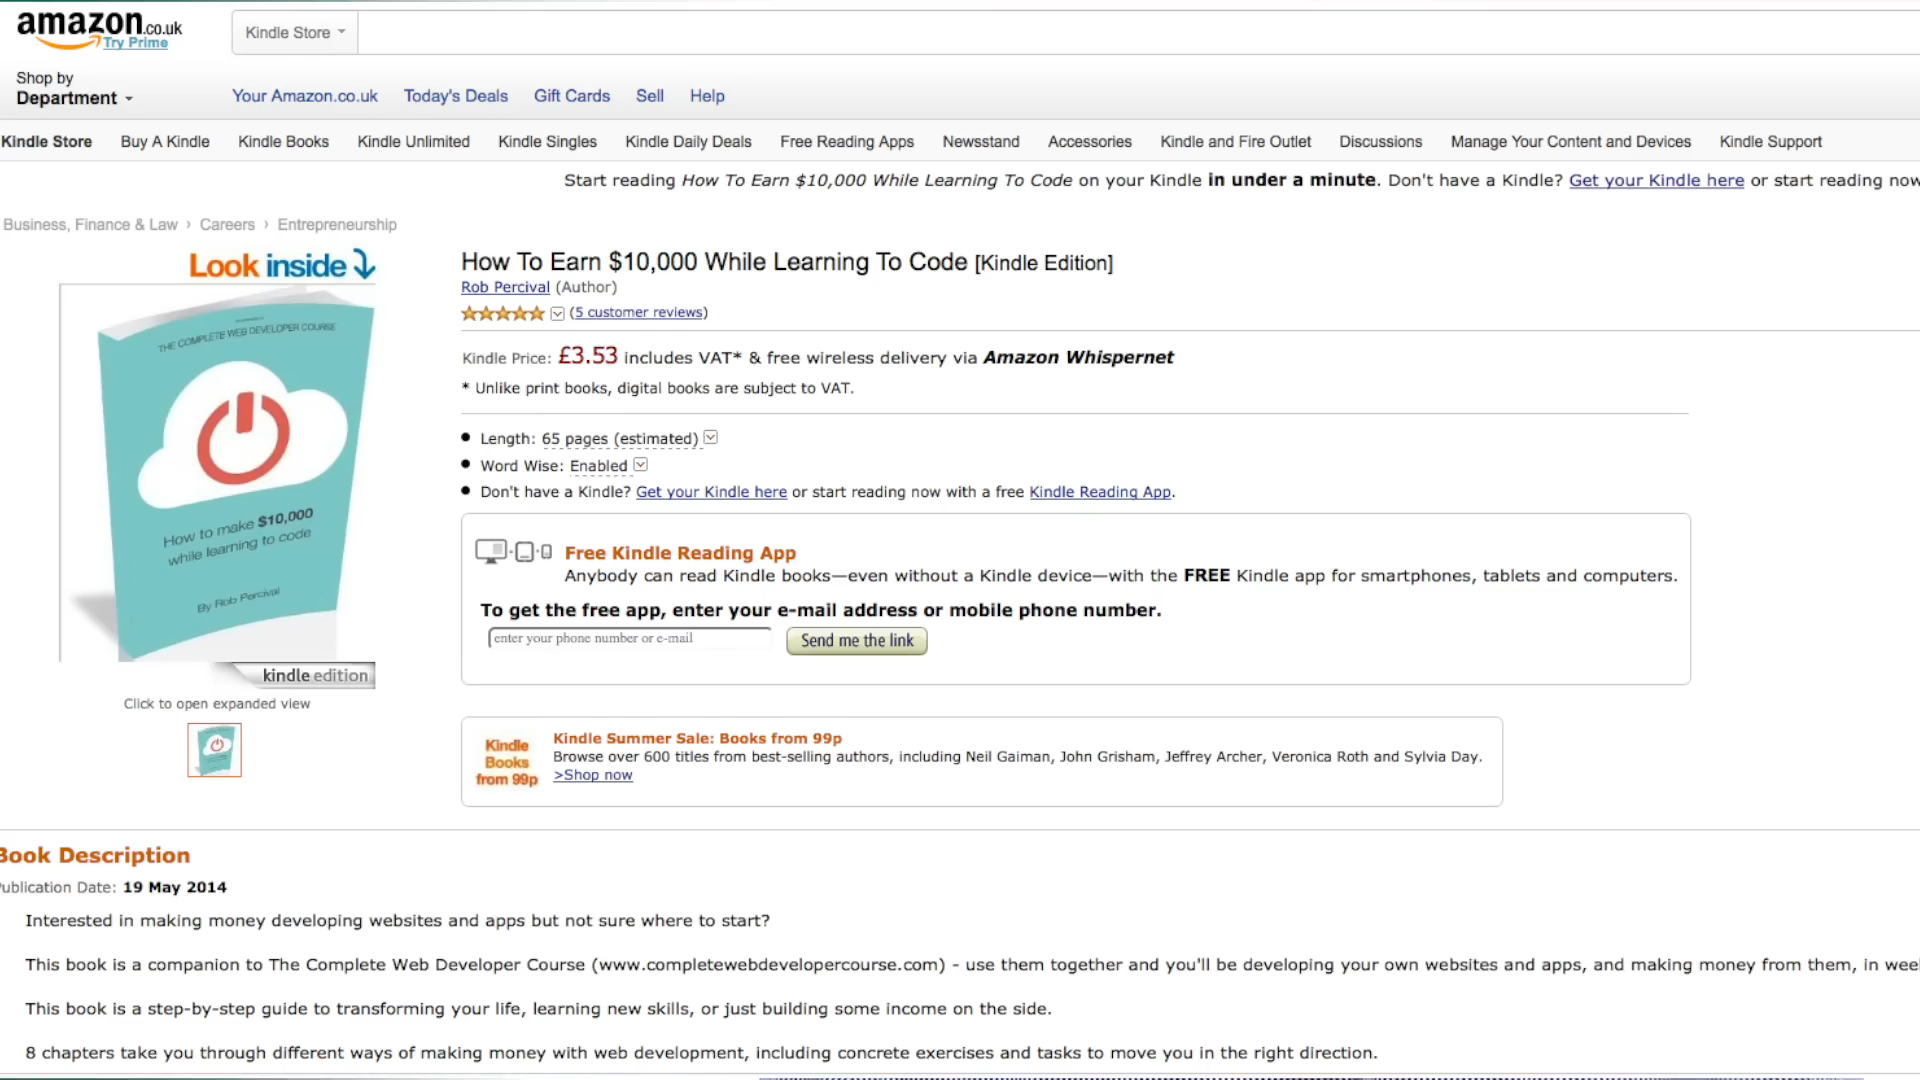 amazon.co.uk
Try Prime
Kindle Store
Shop by
Department
Your Amazon.co.uk Today's Deals Gift Cards Sell Help
Kindle Store Buy A Kindle Kindle Books Kindle Unlimited Kindle Singles Kindle Daily Deals Free Reading Apps Newsstand Accessories Kindle and Fire Outlet Discussions Manage Your Content and Devices Kindle Support
Start reading How To Earn $10,000 While Learning To Code on your Kindle in under a minute. Don't have a Kindle? Get your Kindle here or start reading now
Business, Finance & Law › Careers › Entrepreneurship
Look inside
THE COMPLETE WEB DEVELOPER COURSE
How to make $10,000
while learning to code
By Rob Percival
kindle edition
Click to open expanded view
How To Earn $10,000 While Learning To Code [Kindle Edition]
Rob Percival (Author)
(5 customer reviews)
Kindle Price: £3.53 includes VAT* & free wireless delivery via Amazon Whispernet
* Unlike print books, digital books are subject to VAT.
Length: 65 pages (estimated)
Word Wise: Enabled
Don't have a Kindle? Get your Kindle here or start reading now with a free Kindle Reading App.
Free Kindle Reading App
Anybody can read Kindle books—even without a Kindle device—with the FREE Kindle app for smartphones, tablets and computers.
To get the free app, enter your e-mail address or mobile phone number.
enter your phone number or e-mail Send me the link
Kindle
Books
from 99p
Kindle Summer Sale: Books from 99p
Browse over 600 titles from best-selling authors, including Neil Gaiman, John Grisham, Jeffrey Archer, Veronica Roth and Sylvia Day.
>Shop now
Book Description
ublication Date: 19 May 2014
Interested in making money developing websites and apps but not sure where to start?
This book is a companion to The Complete Web Developer Course (www.completewebdevelopercourse.com) - use them together and you'll be developing your own websites and apps, and making money from them, in wee
This book is a step-by-step guide to transforming your life, learning new skills, or just building some income on the side.
8 chapters take you through different ways of making money with web development, including concrete exercises and tasks to move you in the right direction.